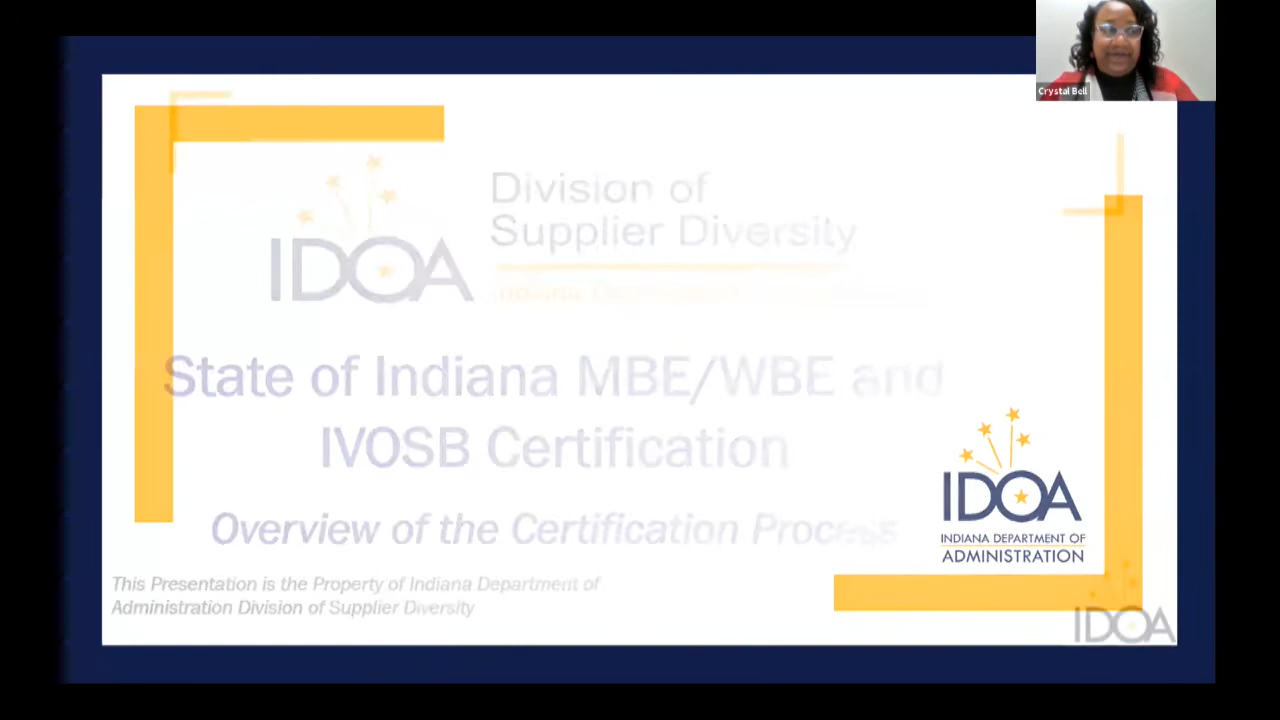 Crystal Bell
IDOA
Division of
Supplier Diversity
Indiana
State of Indiana MBE/WBE and
IVOSB Certification
Overview of the Certification Process
IDOA
INDIANA DEPARTMENT OF
ADMINISTRATION
This Presentation is the Property of Indiana Department of
Administration Division of Supplier Diversity
IDOA